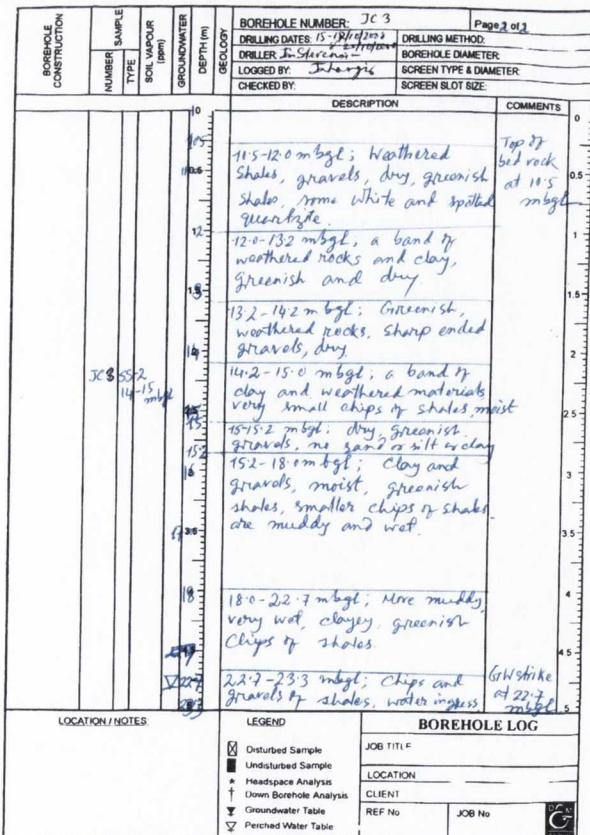 BOREHOLE CONSTRUCTION
SAMPLE
NUMBER
TYPE
SOIL VAPOUR (ppm)
GROUNDWATER
DEPTH (m)
GEOLOGY
BOREHOLE NUMBER: JC 3
Page 2 of 2
DRILLING DATES:
DRILLING METHOD:
DRILLER:
BOREHOLE DIAMETER:
LOGGED BY:
SCREEN TYPE & DIAMETER:
CHECKED BY:
SCREEN SLOT SIZE:
DESCRIPTION
COMMENTS
11.5-12.0 mbgl; Weathered
Shales, gravels, dry, greenish
Shales, some white and spotted
quartzite.
Top of
bed rock
at 10.5
mbgl
12.0-13.2 mbgl, a band of
weathered rocks and clay,
greenish and dry.
13.2-14.2 mbgl; Greenish,
weathered rocks, sharp ended
gravels, dry.
JC3 SS-2
14-15
mbgl
14.2-15.0 mbgl; a band of
clay and weathered materials
very small chips of shales, moist
15-15.2 mbgl; dry, greenish
gravels, no sand or silt or clay
15.2-18.0 mbgl; Clay and
gravels, moist, greenish
shales, smaller chips of shales
are muddy and wet.
18.0-22.7 mbgl; More muddy,
very wet, clayey, greenish
Chips of shales.
22.7-23.3 mbgl; Chips and
gravels of shales, water ingress
GW strike
at 22.7
mbgl
0
0.5
1
1.5
2
2.5
3
3.5
4
4.5
5
LOCATION / NOTES
LEGEND
Disturbed Sample
Undisturbed Sample
Headspace Analysis
Down Borehole Analysis
Groundwater Table
Perched Water Table
BOREHOLE LOG
JOB TITLE
LOCATION
CLIENT
REF No
JOB No